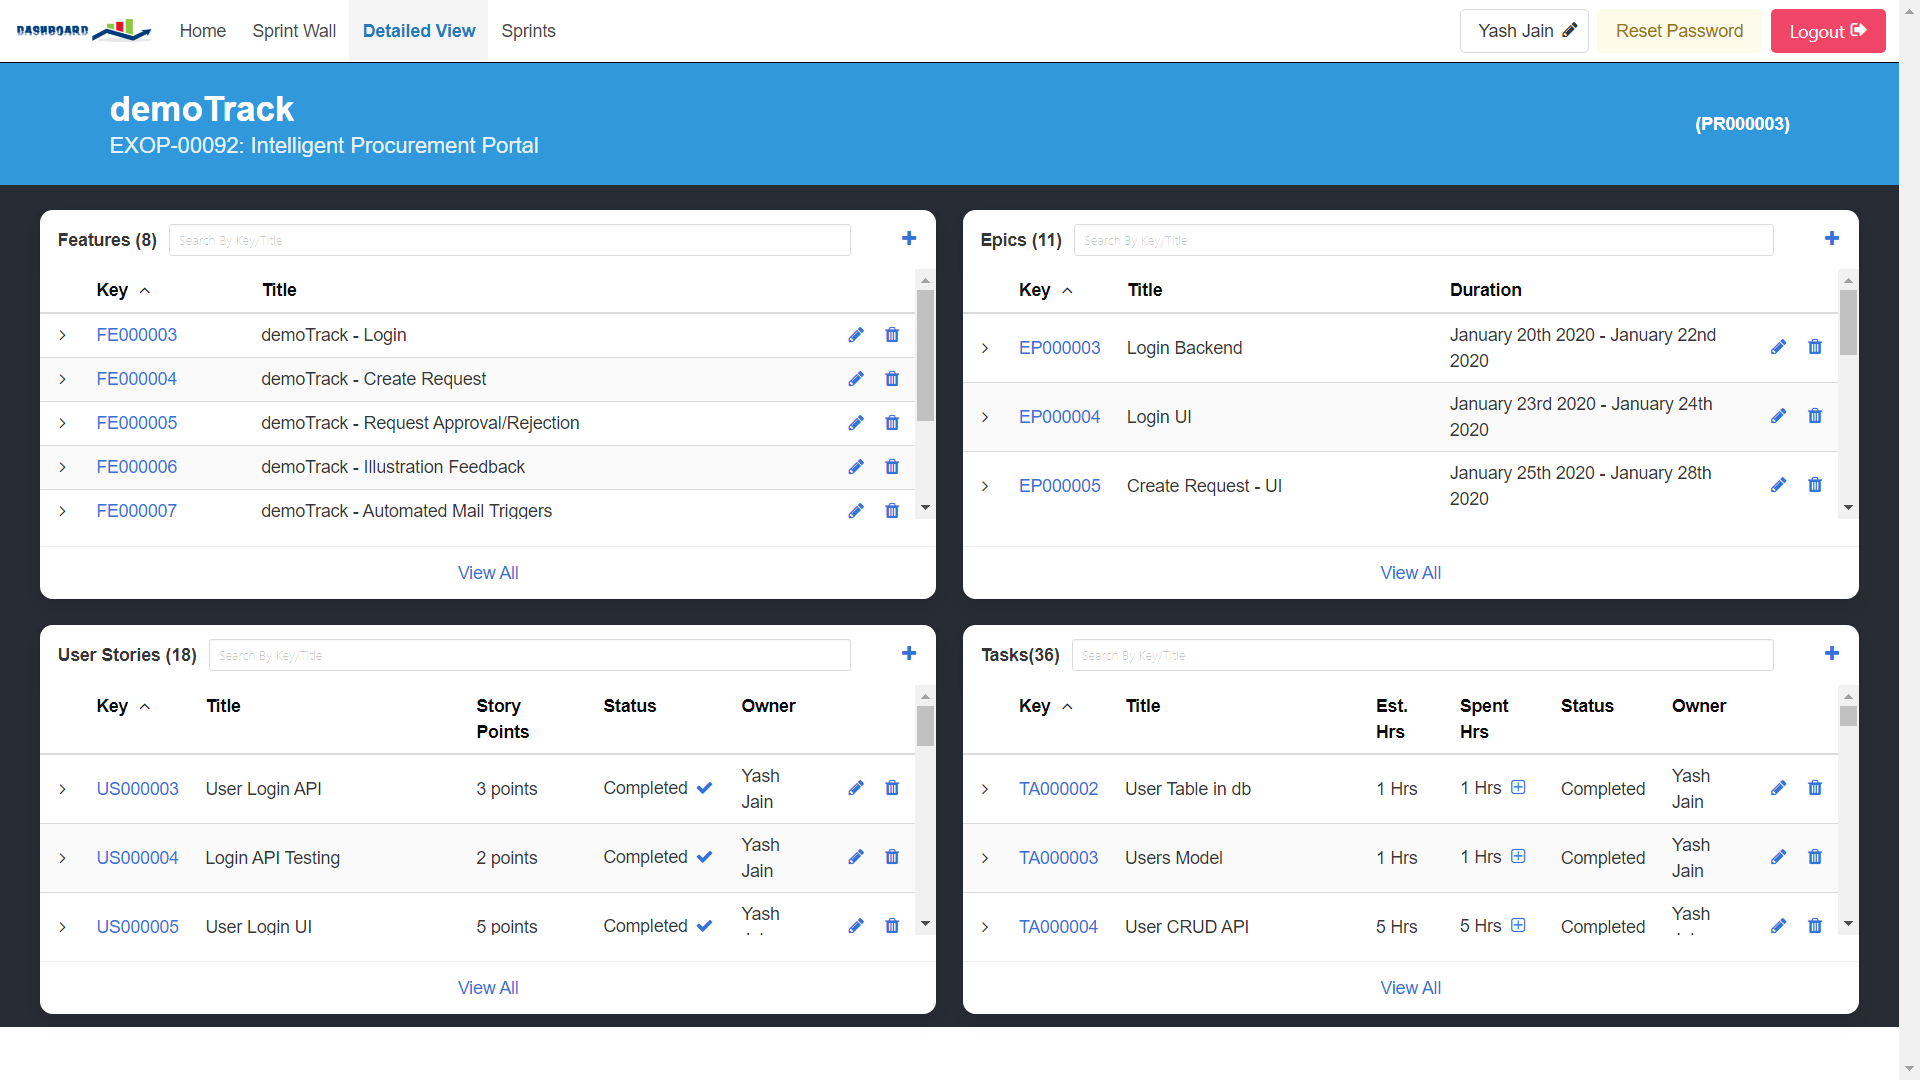 DASHBOARD Home Sprint Wall Detailed View Sprints Yash Jain Reset Password Logout
demoTrack
EXOP-00092: Intelligent Procurement Portal
(PR000003)
Features (8) Search By Key/Title
Key Title
FE000003 demoTrack - Login
FE000004 demoTrack - Create Request
FE000005 demoTrack - Request Approval/Rejection
FE000006 demoTrack - Illustration Feedback
FE000007 demoTrack - Automated Mail Triggers
View All
Epics (11) Search By Key/Title
Key Title Duration
EP000003 Login Backend January 20th 2020 - January 22nd
2020
EP000004 Login UI January 23rd 2020 - January 24th
2020
EP000005 Create Request - UI January 25th 2020 - January 28th
2020
View All
User Stories (18) Search By Key/Title
Key Title Story Status Owner
Points
US000003 User Login API 3 points Completed Yash
Jain
US000004 Login API Testing 2 points Completed Yash
Jain
US000005 User Login UI 5 points Completed Yash
View All
Tasks(36) Search By Key/Title
Key Title Est. Spent Status Owner
Hrs Hrs
TA000002 User Table in db 1 Hrs 1 Hrs Completed Yash
Jain
TA000003 Users Model 1 Hrs 1 Hrs Completed Yash
Jain
TA000004 User CRUD API 5 Hrs 5 Hrs Completed Yash
View All